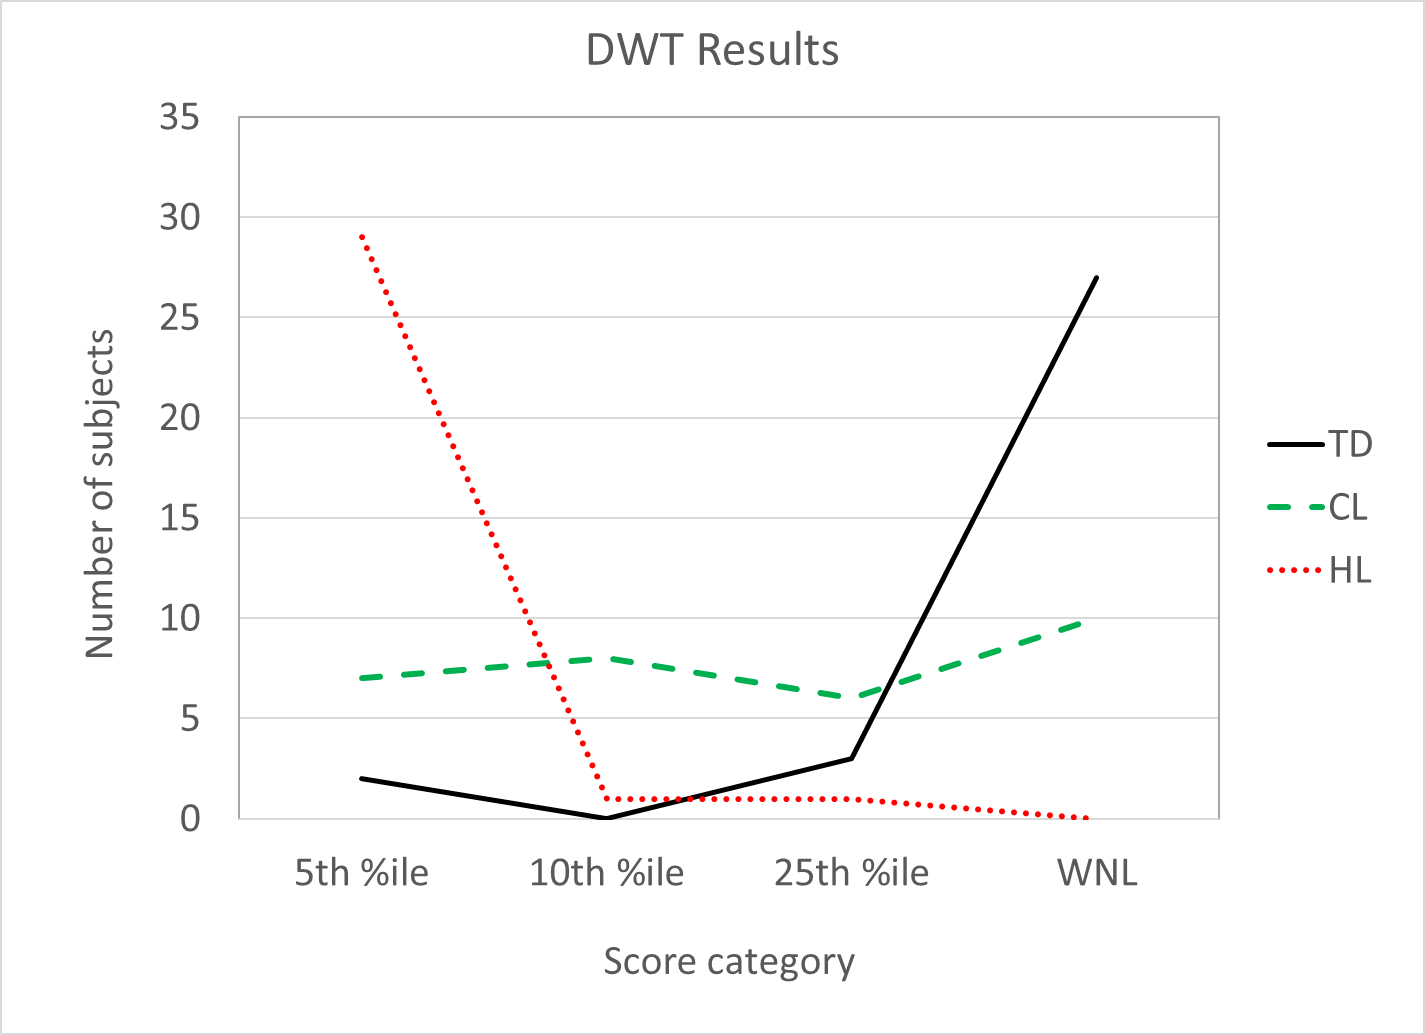 DWT Results
35
30
25
20
15
10
5
0
Number of subjects
5th %ile 10th %ile 25th %ile WNL
Score category
TD
CL
HL